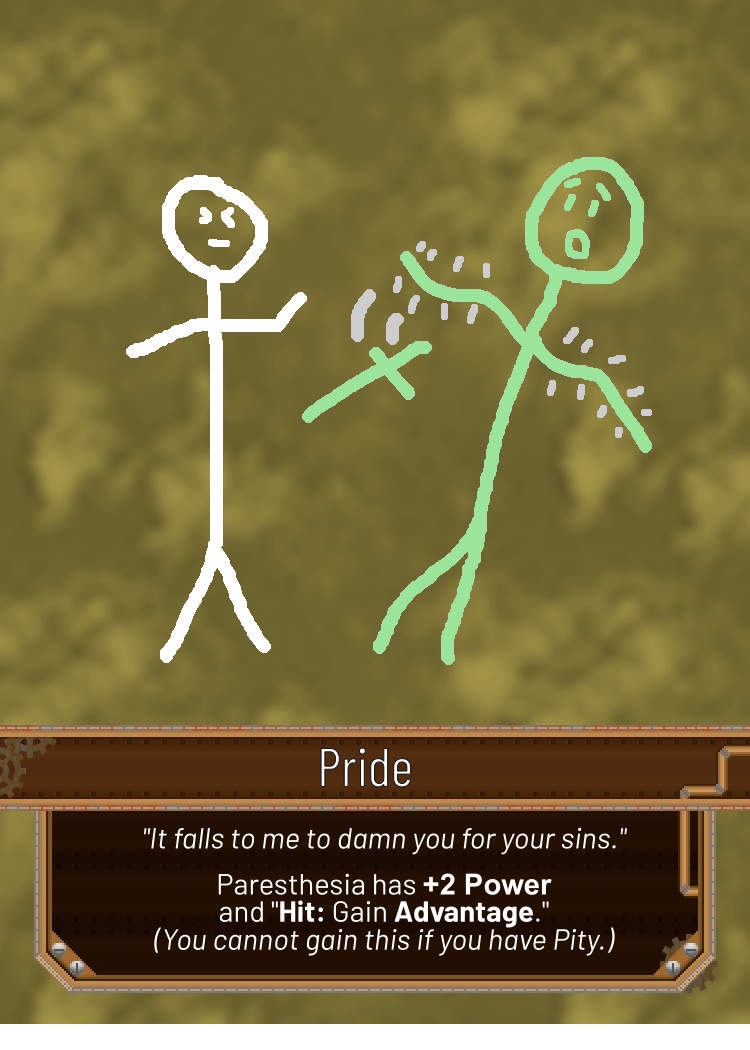 Pride
"It falls to me to damn you for your sins."
Paresthesia has +2 Power
and "Hit: Gain Advantage."
(You cannot gain this if you have Pity.)